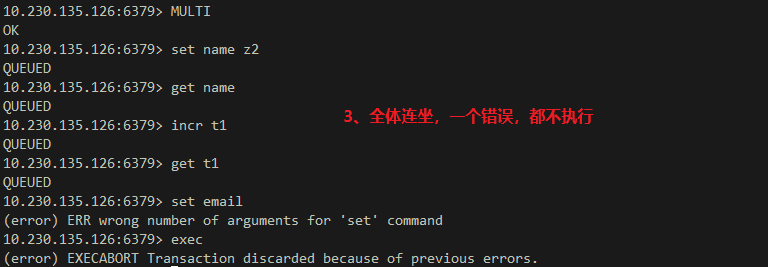 10.230.135.126:6379> MULTI
OK
10.230.135.126:6379> set name z2
QUEUED
10.230.135.126:6379> get name
QUEUED
3、全体连坐，一个错误，都不执行
10.230.135.126:6379> incr t1
QUEUED
10.230.135.126:6379> get t1
QUEUED
10.230.135.126:6379> set email
(error) ERR wrong number of arguments for 'set' command
10.230.135.126:6379> exec
(error) EXECABORT Transaction discarded because of previous errors.